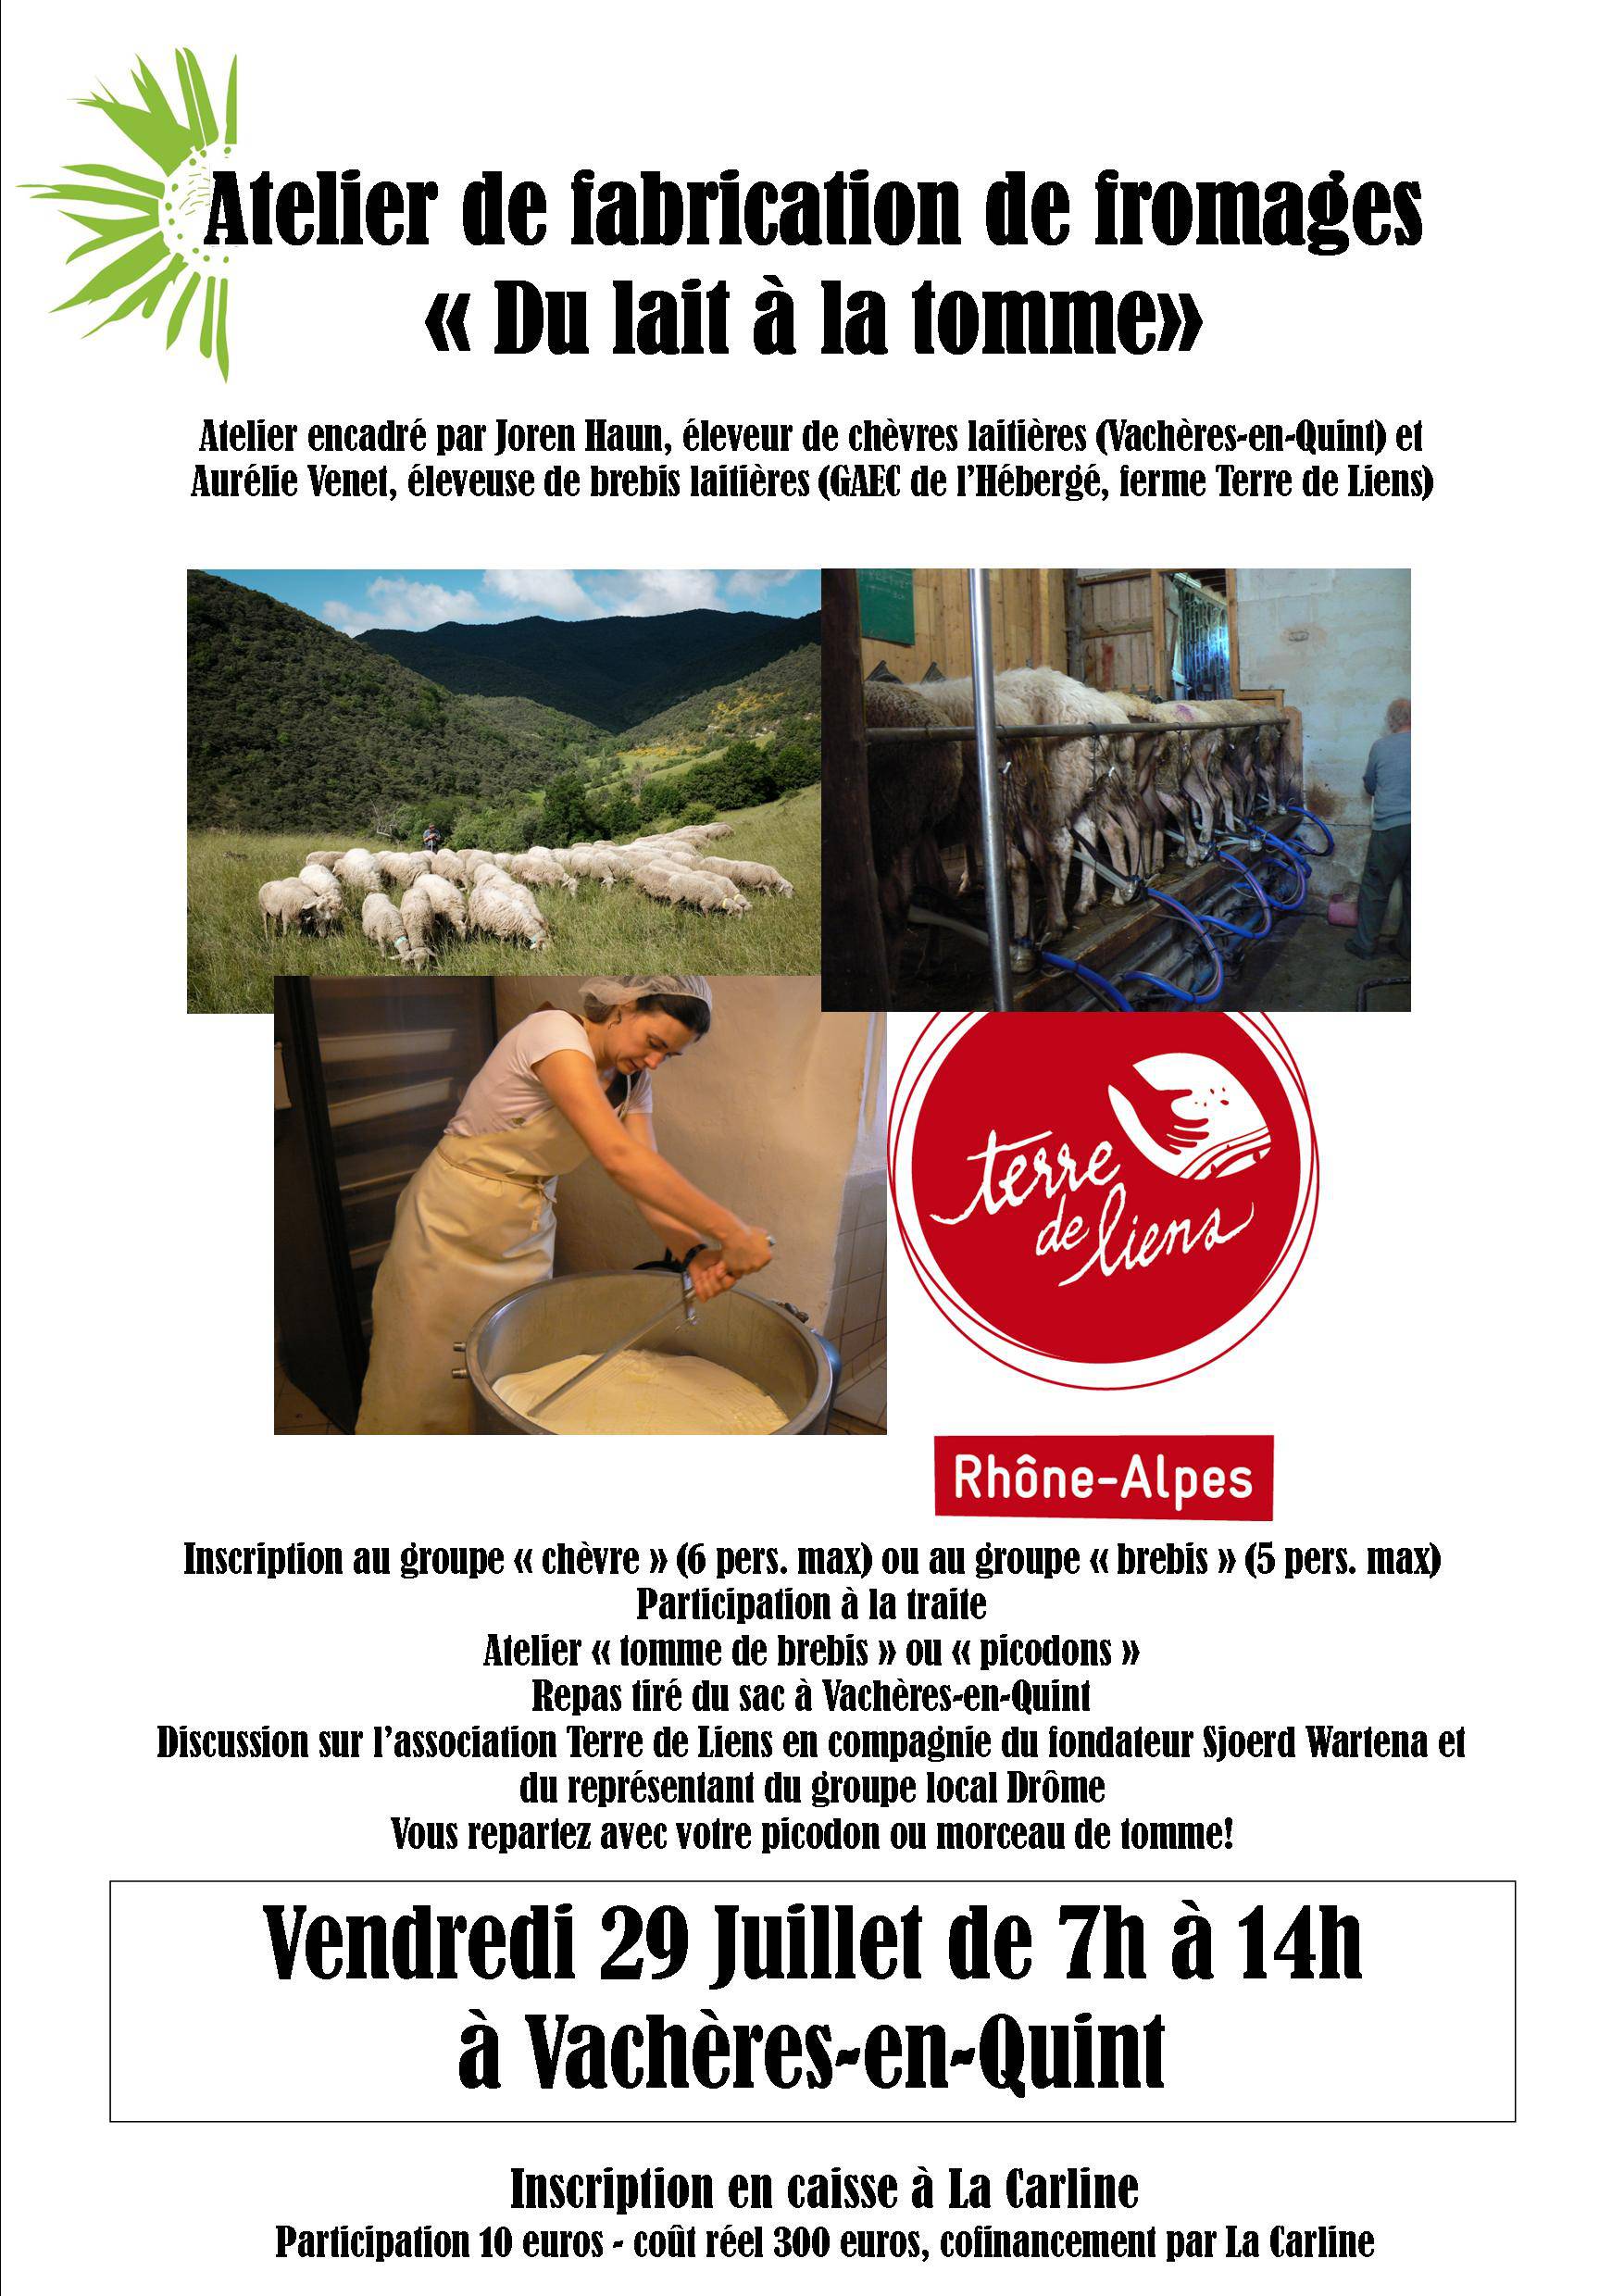 Atelier de fabrication de fromages
« Du lait à la tomme»
Atelier encadré par Joren Haun, éleveur de chèvres laitières (Vachères-en-Quint) et
Aurélie Venet, éleveuse de brebis laitières (GAEC de l'Hébergé, ferme Terre de Liens)
terre
de liens
Rhône-Alpes
Inscription au groupe « chèvre » (6 pers. max) ou au groupe « brebis » (5 pers. max)
Participation à la traite
Atelier « tomme de brebis » ou « picodons »
Repas tiré du sac à Vachères-en-Quint
Discussion sur l'association Terre de Liens en compagnie du fondateur Sjoerd Wartena et
du représentant du groupe local Drôme
Vous repartez avec votre picodon ou morceau de tomme!
Vendredi 29 Juillet de 7h à 14h
à Vachères-en-Quint
Inscription en caisse à La Carline
Participation 10 euros - coût réel 300 euros, cofinancement par La Carline